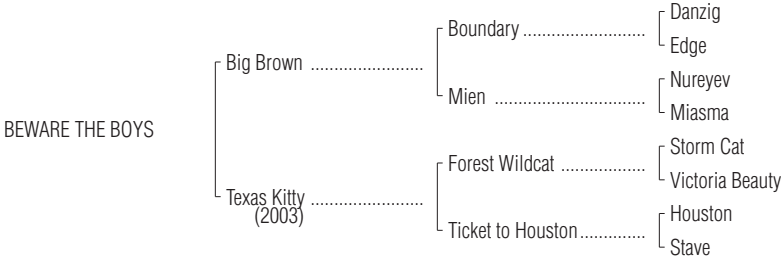 Danzig
Boundary ........................
Edge
Big Brown ......................
Nureyev
Mien ..............................
Miasma
BEWARE THE BOYS
Storm Cat
Forest Wildcat .................
Victoria Beauty
Texas Kitty ......................
(2003)
Houston
Ticket to Houston.............
Stave